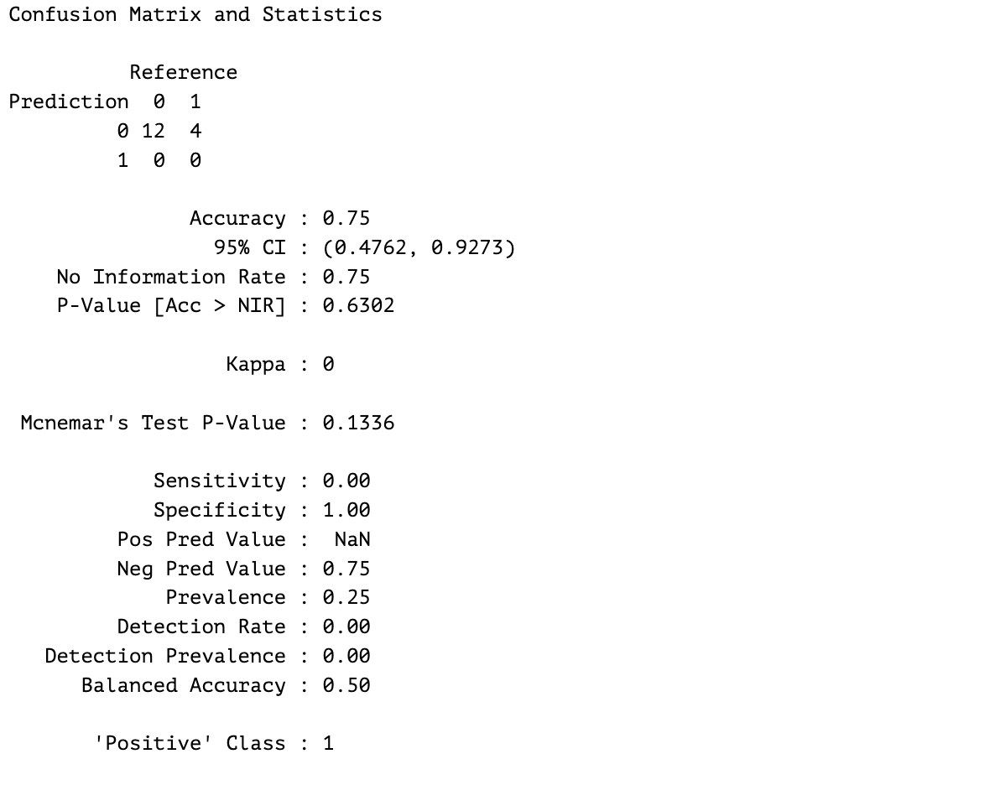 Confusion Matrix and Statistics
Reference
Prediction 0 1
0 12 4
1 0 0
Accuracy : 0.75
95% CI : (0.4762, 0.9273)
No Information Rate : 0.75
P-Value [Acc > NIR] : 0.6302
Kappa : 0
Mcnemar's Test P-Value : 0.1336
Sensitivity : 0.00
Specificity : 1.00
Pos Pred Value : NaN
Neg Pred Value : 0.75
Prevalence : 0.25
Detection Rate : 0.00
Detection Prevalence : 0.00
Balanced Accuracy : 0.50
'Positive' Class : 1